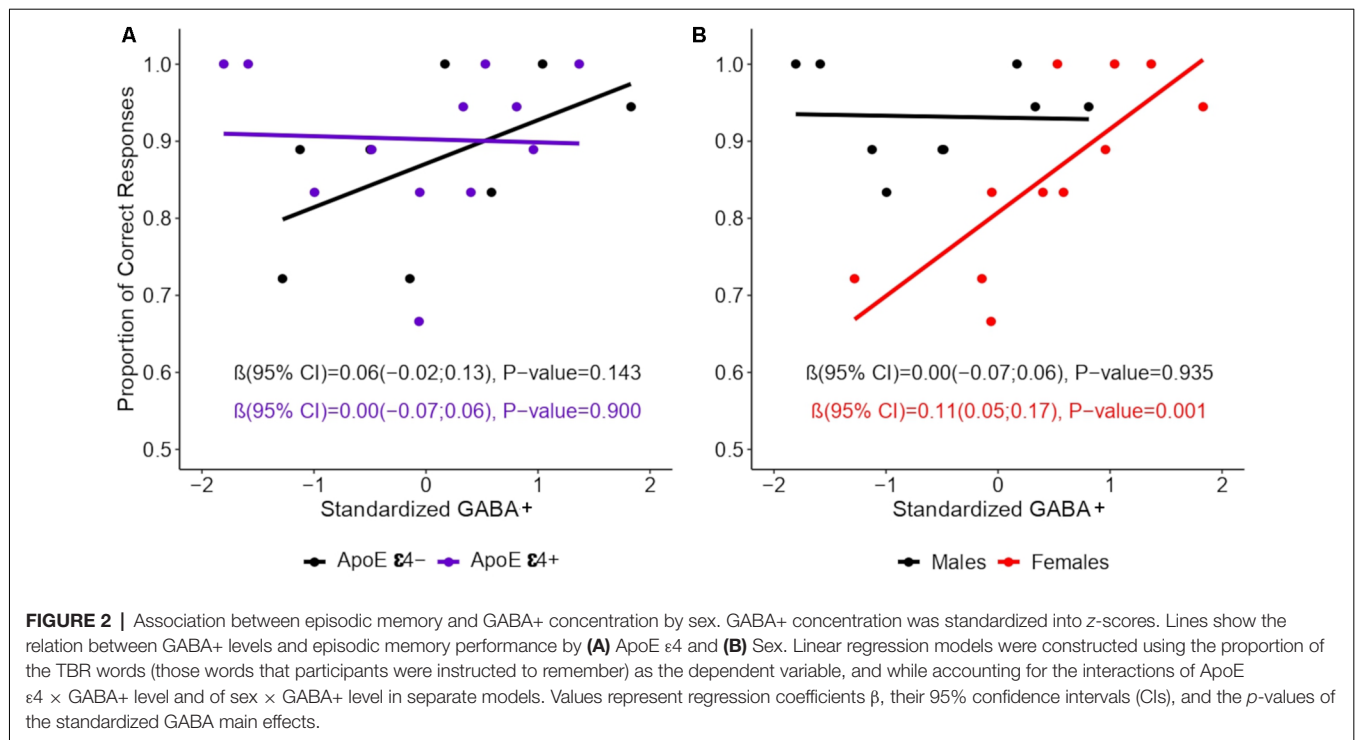 A
B
Proportion of Correct Responses
1.0
0.9
0.8
0.7
0.6
0.5
1.0
0.9
0.8
0.7
0.6
0.5
ß(95% CI)=0.06(−0.02;0.13), P−value=0.143
ß(95% CI)=0.00(−0.07;0.06), P−value=0.900
ß(95% CI)=0.00(−0.07;0.06), P−value=0.935
ß(95% CI)=0.11(0.05;0.17), P−value=0.001
−2 −1 0 1 2
−2 −1 0 1 2
Standardized GABA+
Standardized GABA+
ApoE ε4− ApoE ε4+
Males Females
FIGURE 2 | Association between episodic memory and GABA+ concentration by sex. GABA+ concentration was standardized into z-scores. Lines show the
relation between GABA+ levels and episodic memory performance by (A) ApoE ε4 and (B) Sex. Linear regression models were constructed using the proportion of
the TBR words (those words that participants were instructed to remember) as the dependent variable, and while accounting for the interactions of ApoE
ε4 × GABA+ level and of sex × GABA+ level in separate models. Values represent regression coefficients β, their 95% confidence intervals (CIs), and the p-values of
the standardized GABA main effects.